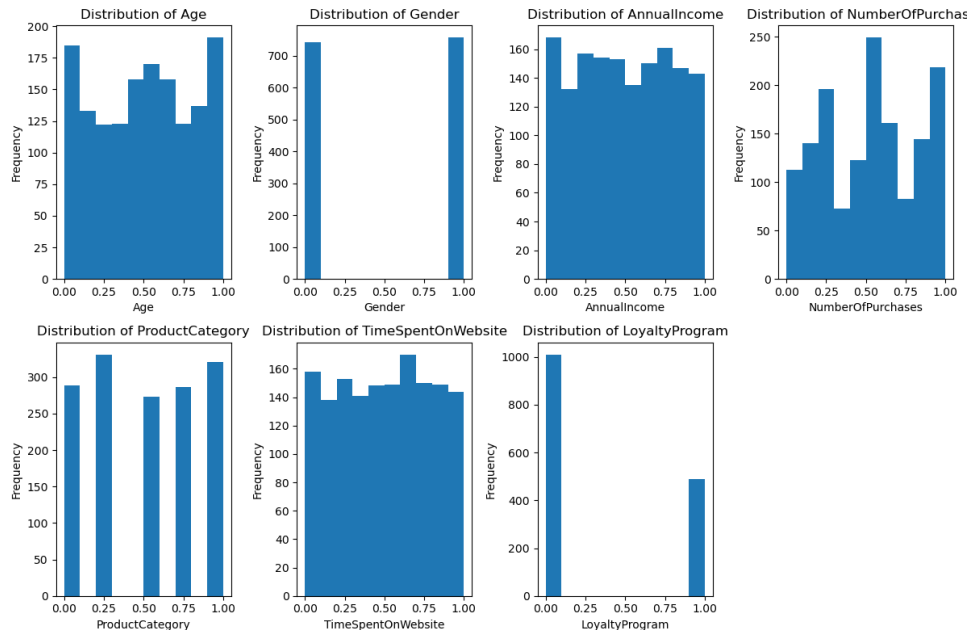 Distribution of Age
Frequency
200
175
150
125
100
75
50
25
0
0.00 0.25 0.50 0.75 1.00
Age
Distribution of Gender
Frequency
700
600
500
400
300
200
100
0
0.00 0.25 0.50 0.75 1.00
Gender
Distribution of AnnualIncome
Frequency
160
140
120
100
80
60
40
20
0
0.00 0.25 0.50 0.75 1.00
AnnualIncome
Distribution of NumberOfPurchas
Frequency
250
200
150
100
50
0
0.00 0.25 0.50 0.75 1.00
NumberOfPurchases
Distribution of ProductCategory
Frequency
300
250
200
150
100
50
0
0.00 0.25 0.50 0.75 1.00
ProductCategory
Distribution of TimeSpentOnWebsite
Frequency
160
140
120
100
80
60
40
20
0
0.00 0.25 0.50 0.75 1.00
TimeSpentOnWebsite
Distribution of LoyaltyProgram
Frequency
1000
800
600
400
200
0
0.00 0.25 0.50 0.75 1.00
LoyaltyProgram